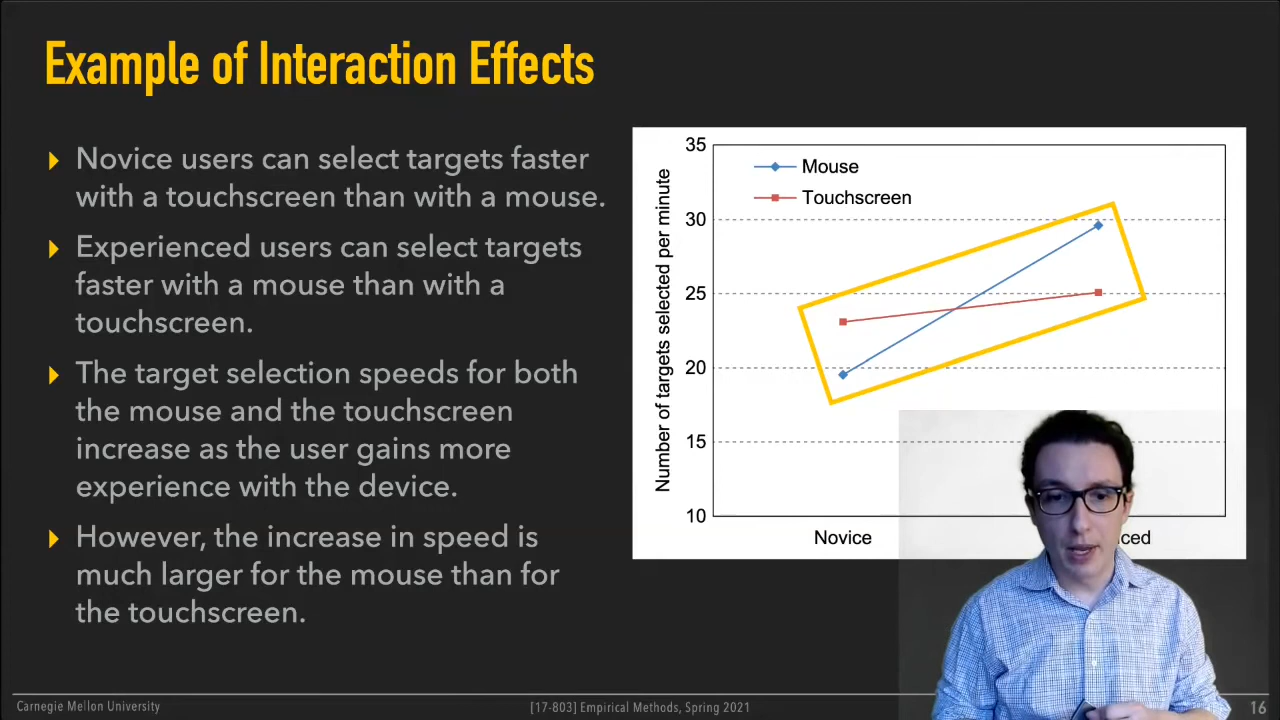 Example of Interaction Effects
Novice users can select targets faster
with a touchscreen than with a mouse.
Experienced users can select targets
faster with a mouse than with a
touchscreen.
The target selection speeds for both
the mouse and the touchscreen
increase as the user gains more
experience with the device.
However, the increase in speed is
much larger for the mouse than for
the touchscreen.
Number of targets selected per minute
35
30
25
20
15
10
Mouse
Touchscreen
Novice
Carnegie Mellon University
[17-803] Empirical Methods, Spring 2021
16